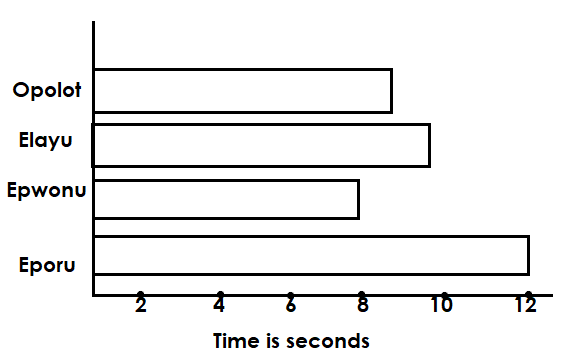 Opolot
Elayu
Epwonu
Eporu
2 4 6 8 10 12
Time is seconds